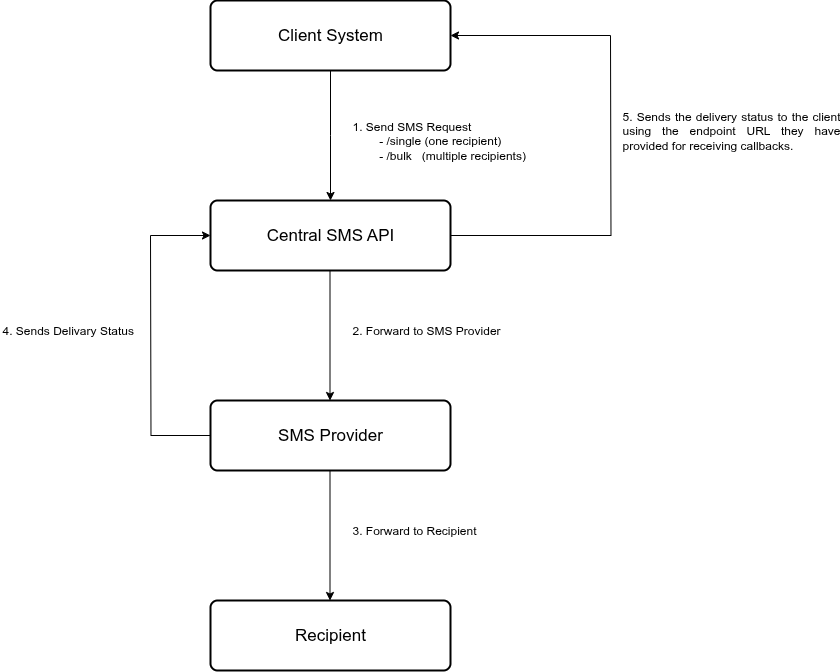 Client System
1. Send SMS Request
- /single (one recipient)
- /bulk (multiple recipients)
5. Sends the delivery status to the client
using the endpoint URL they have
provided for receiving callbacks.
Central SMS API
4. Sends Delivary Status
2. Forward to SMS Provider
SMS Provider
3. Forward to Recipient
Recipient